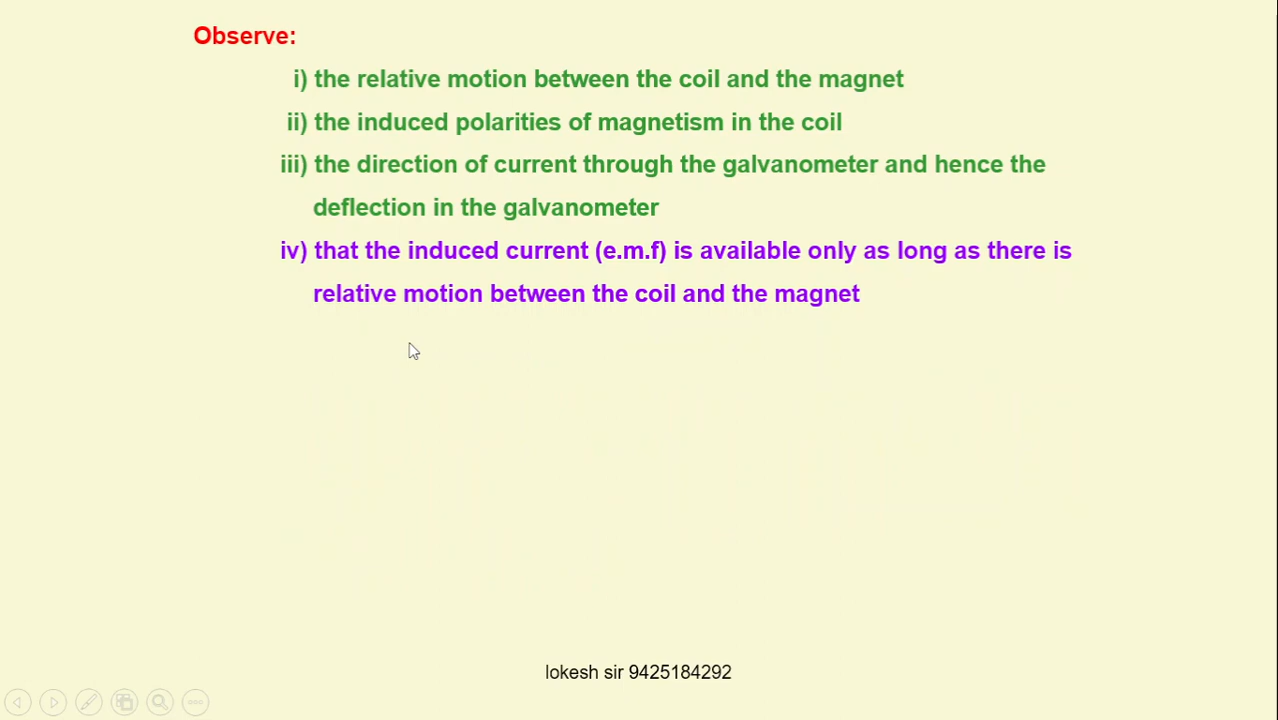 Observe:
i) the relative motion between the coil and the magnet
ii) the induced polarities of magnetism in the coil
iii) the direction of current through the galvanometer and hence the
deflection in the galvanometer
iv) that the induced current (e.m.f) is available only as long as there is
relative motion between the coil and the magnet
lokesh sir 9425184292